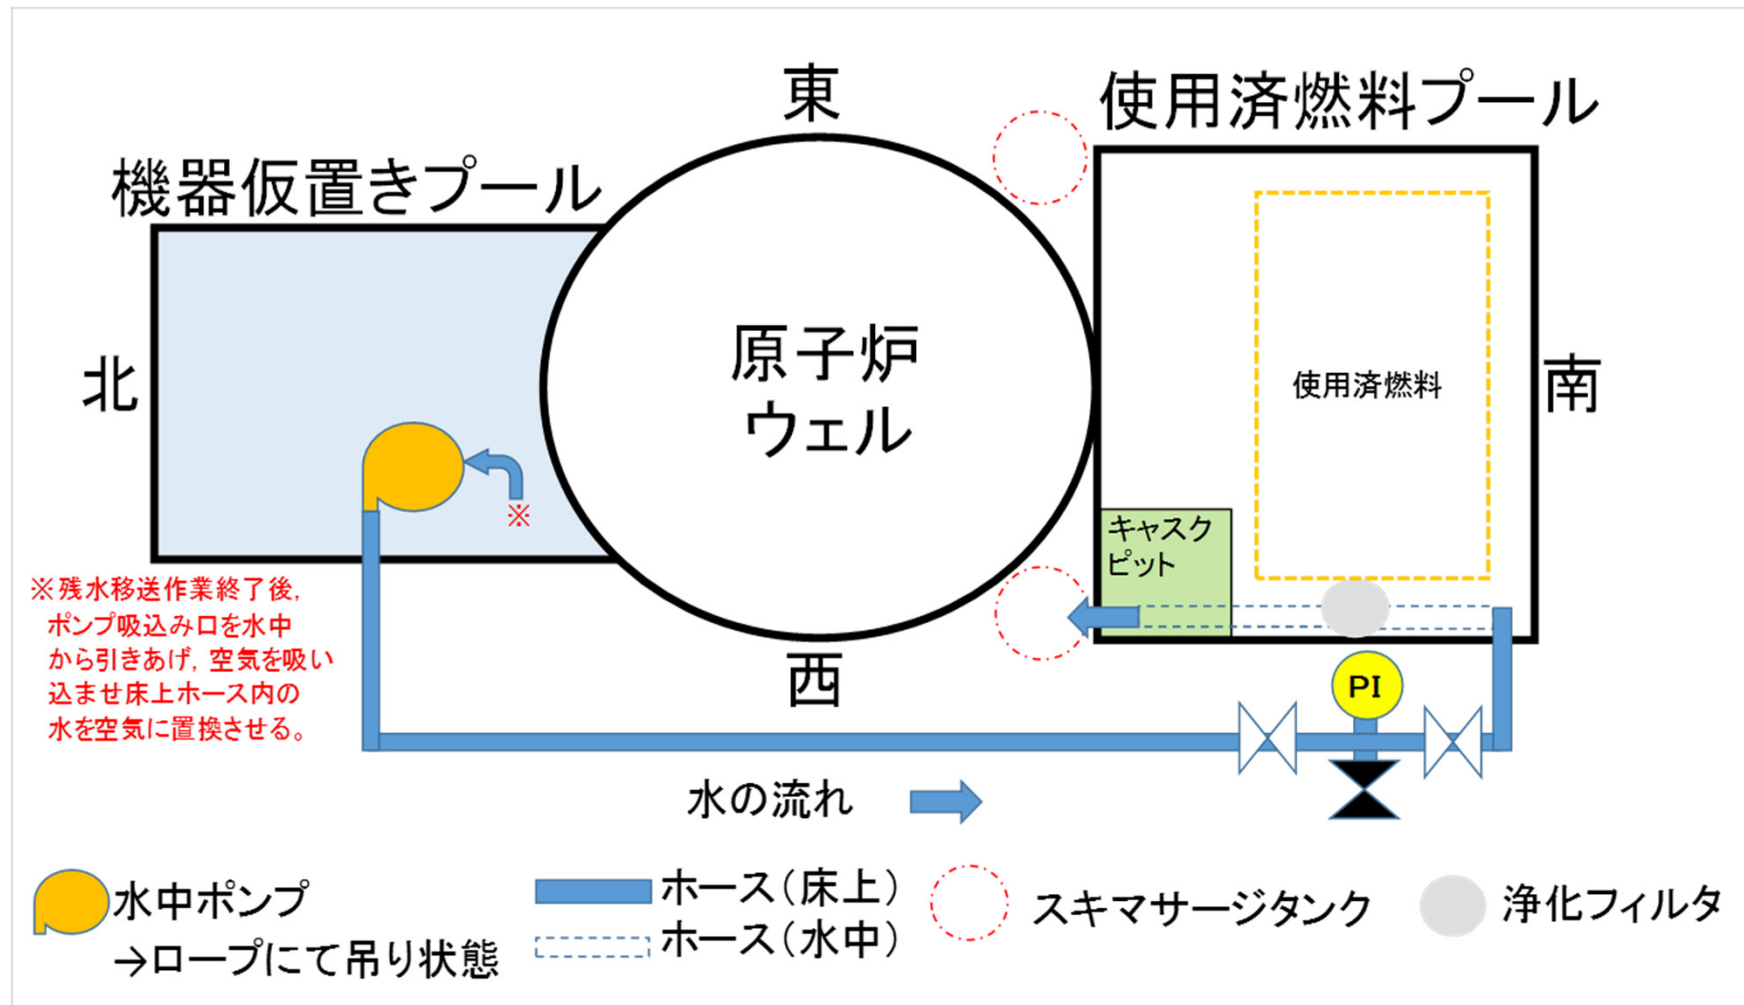 東
使用済燃料プール
機器仮置きプール
原子炉
ウェル
北
使用済燃料
南
※
キャスク
ピット
※残水移送作業終了後,
ポンプ吸込み口を水中
から引きあげ, 空気を吸い
込ませ床上ホース内の
水を空気に置換させる。
西
PI
水の流れ
水中ポンプ
→ロープにて吊り状態
ホース(床上)
ホース(水中)
スキマサージタンク
浄化フィルタ